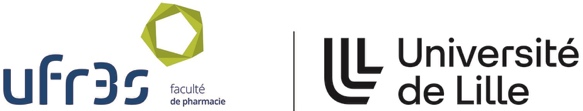 ufr3s
faculté
de pharmacie
Université
de Lille